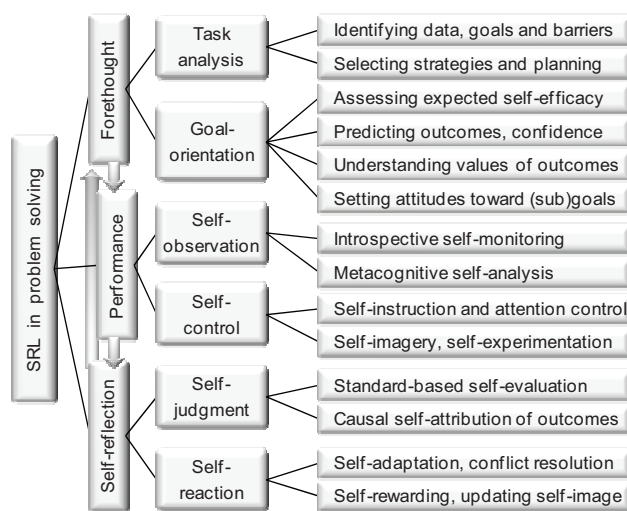 SRL in problem solving
Forethought
Task
analysis
Identifying data, goals and barriers
Selecting strategies and planning
Goal-
orientation
Assessing expected self-efficacy
Predicting outcomes, confidence
Understanding values of outcomes
Setting attitudes toward (sub)goals
Performance
Self-
observation
Introspective self-monitoring
Metacognitive self-analysis
Self-
control
Self-instruction and attention control
Self-imagery, self-experimentation
Self-reflection
Self-
judgment
Standard-based self-evaluation
Causal self-attribution of outcomes
Self-
reaction
Self-adaptation, conflict resolution
Self-rewarding, updating self-image